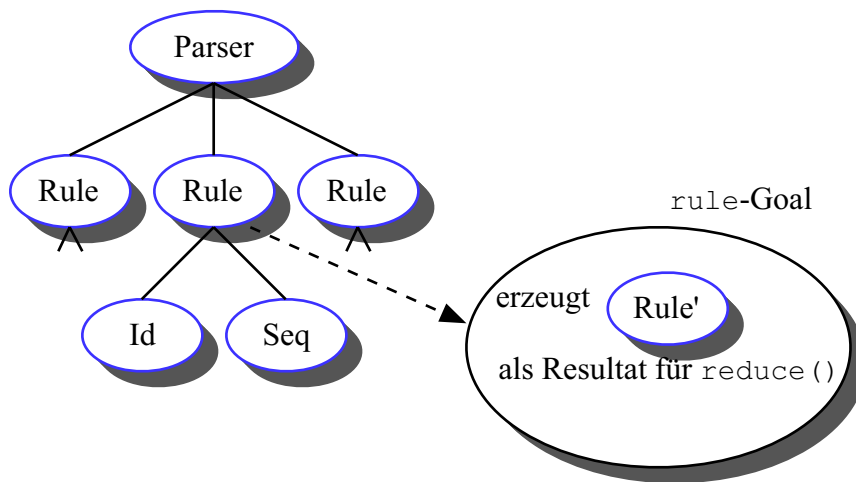 Parser
Rule Rule Rule
rule-Goal
erzeugt Rule'
Id Seq
als Resultat für reduce()